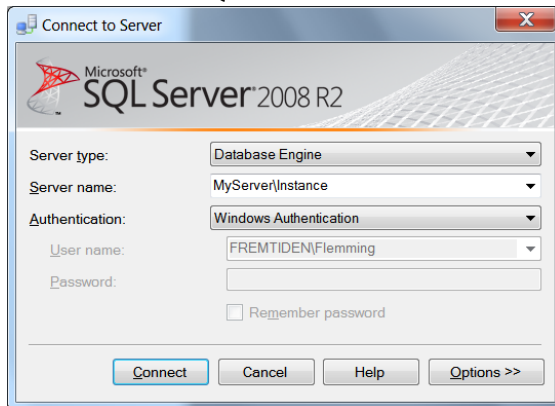 Connect to Server
Microsoft®
SQL Server® 2008 R2
Server type: Database Engine
Server name: MyServer\Instance
Authentication: Windows Authentication
User name: FREMTIDEN\Flemming
Password:
Remember password
Connect Cancel Help Options >>